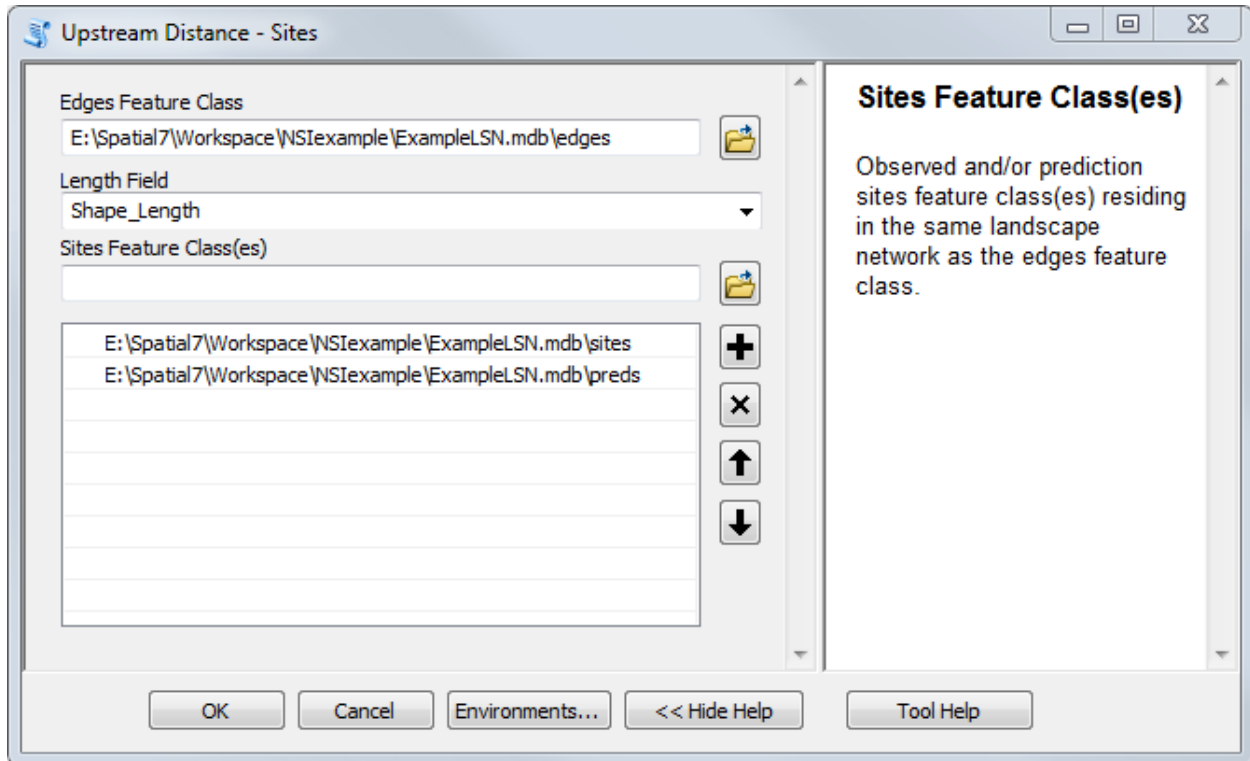 Upstream Distance - Sites
Edges Feature Class
E:\Spatial7\Workspace\NSIexample\ExampleLSN.mdb\edges
Length Field
Shape_Length
Sites Feature Class(es)
E:\Spatial7\Workspace\NSIexample\ExampleLSN.mdb\sites
E:\Spatial7\Workspace\NSIexample\ExampleLSN.mdb\preds
Sites Feature Class(es)
Observed and/or prediction
sites feature class(es) residing
in the same landscape
network as the edges feature
class.
OK
Cancel
Environments...
<< Hide Help
Tool Help